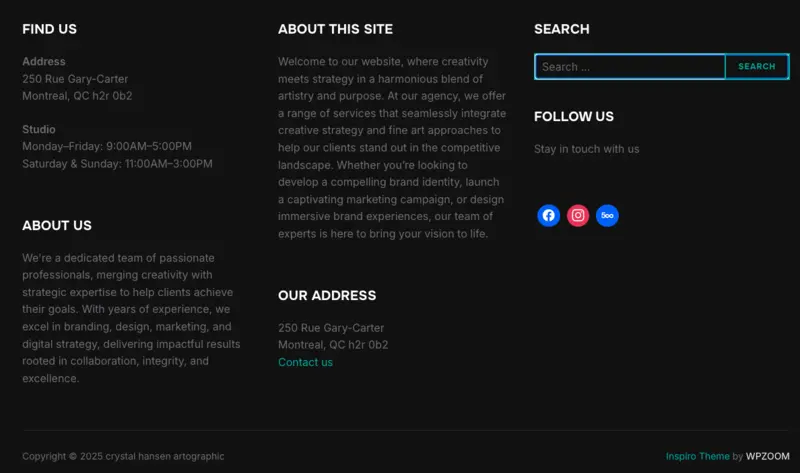 FIND US
Address
250 Rue Gary-Carter
Montreal, QC h2r 0b2
Studio
Monday–Friday: 9:00AM–5:00PM
Saturday & Sunday: 11:00AM–3:00PM
ABOUT US
We're a dedicated team of passionate
professionals, merging creativity with
strategic expertise to help clients achieve
their goals. With years of experience, we
excel in branding, design, marketing, and
digital strategy, delivering impactful results
rooted in collaboration, integrity, and
excellence.
ABOUT THIS SITE
Welcome to our website, where creativity
meets strategy in a harmonious blend of
artistry and purpose. At our agency, we offer
a range of services that seamlessly integrate
creative strategy and fine art approaches to
help our clients stand out in the competitive
landscape. Whether you're looking to
develop a compelling brand identity, launch
a captivating marketing campaign, or design
immersive brand experiences, our team of
experts is here to bring your vision to life.
OUR ADDRESS
250 Rue Gary-Carter
Montreal, QC h2r 0b2
Contact us
SEARCH
Search ... SEARCH
FOLLOW US
Stay in touch with us
500
Copyright © 2025 crystal hansen artographic
Inspiro Theme by WPZOOM